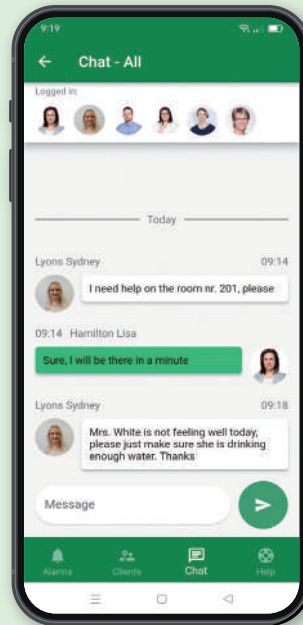 9:19
Chat - All
Logged in:
Today
Lyons Sydney 09:14
I need help on the room nr. 201, please
09:14 Hamilton Lisa
Sure, I will be there in a minute
Lyons Sydney 09:18
Mrs. White is not feeling well today,
please just make sure she is drinking
enough water. Thanks
Message
Alarms Clients Chat Help